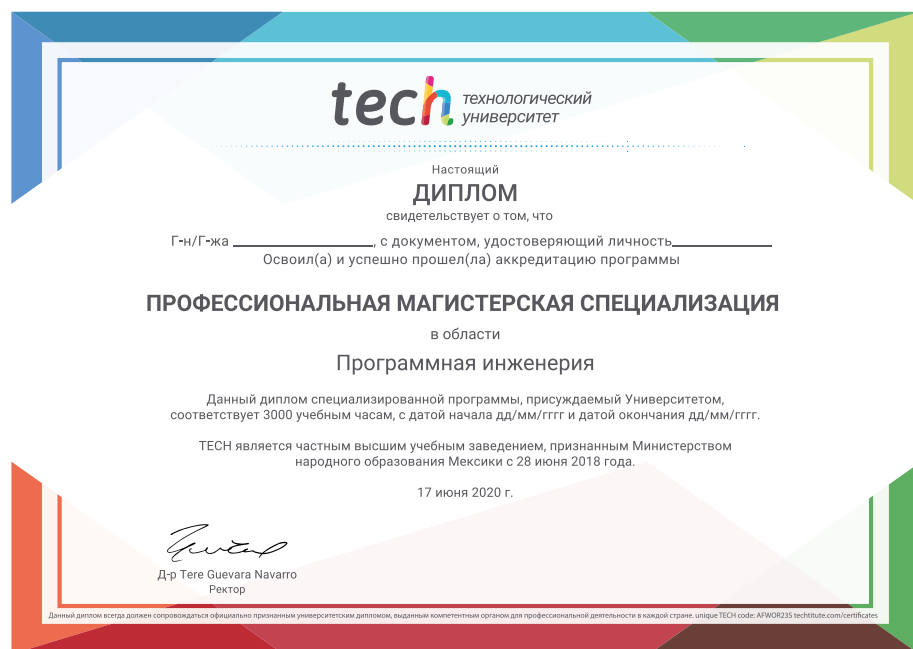 tech технологический
университет
Настоящий
ДИПЛОМ
свидетельствует о том, что
Г-н/Г-жа ____________________, с документом, удостоверяющий личность______________
Освоил(а) и успешно прошел(ла) аккредитацию программы
ПРОФЕССИОНАЛЬНАЯ МАГИСТЕРСКАЯ СПЕЦИАЛИЗАЦИЯ
в области
Программная инженерия
Данный диплом специализированной программы, присуждаемый Университетом,
соответствует 3000 учебным часам, с датой начала дд/мм/гггг и датой окончания дд/мм/гггг.
TECH является частным высшим учебным заведением, признанным Министерством
народного образования Мексики с 28 июня 2018 года.
17 июня 2020 г.
Д-р Tere Guevara Navarro
Ректор
Данный диплом всегда должен сопровождаться официально признанным университетским дипломом, выданным компетентным органом для профессиональной деятельности в каждой стране. unique TECH code: AFWOR23S techtitute.com/certificates